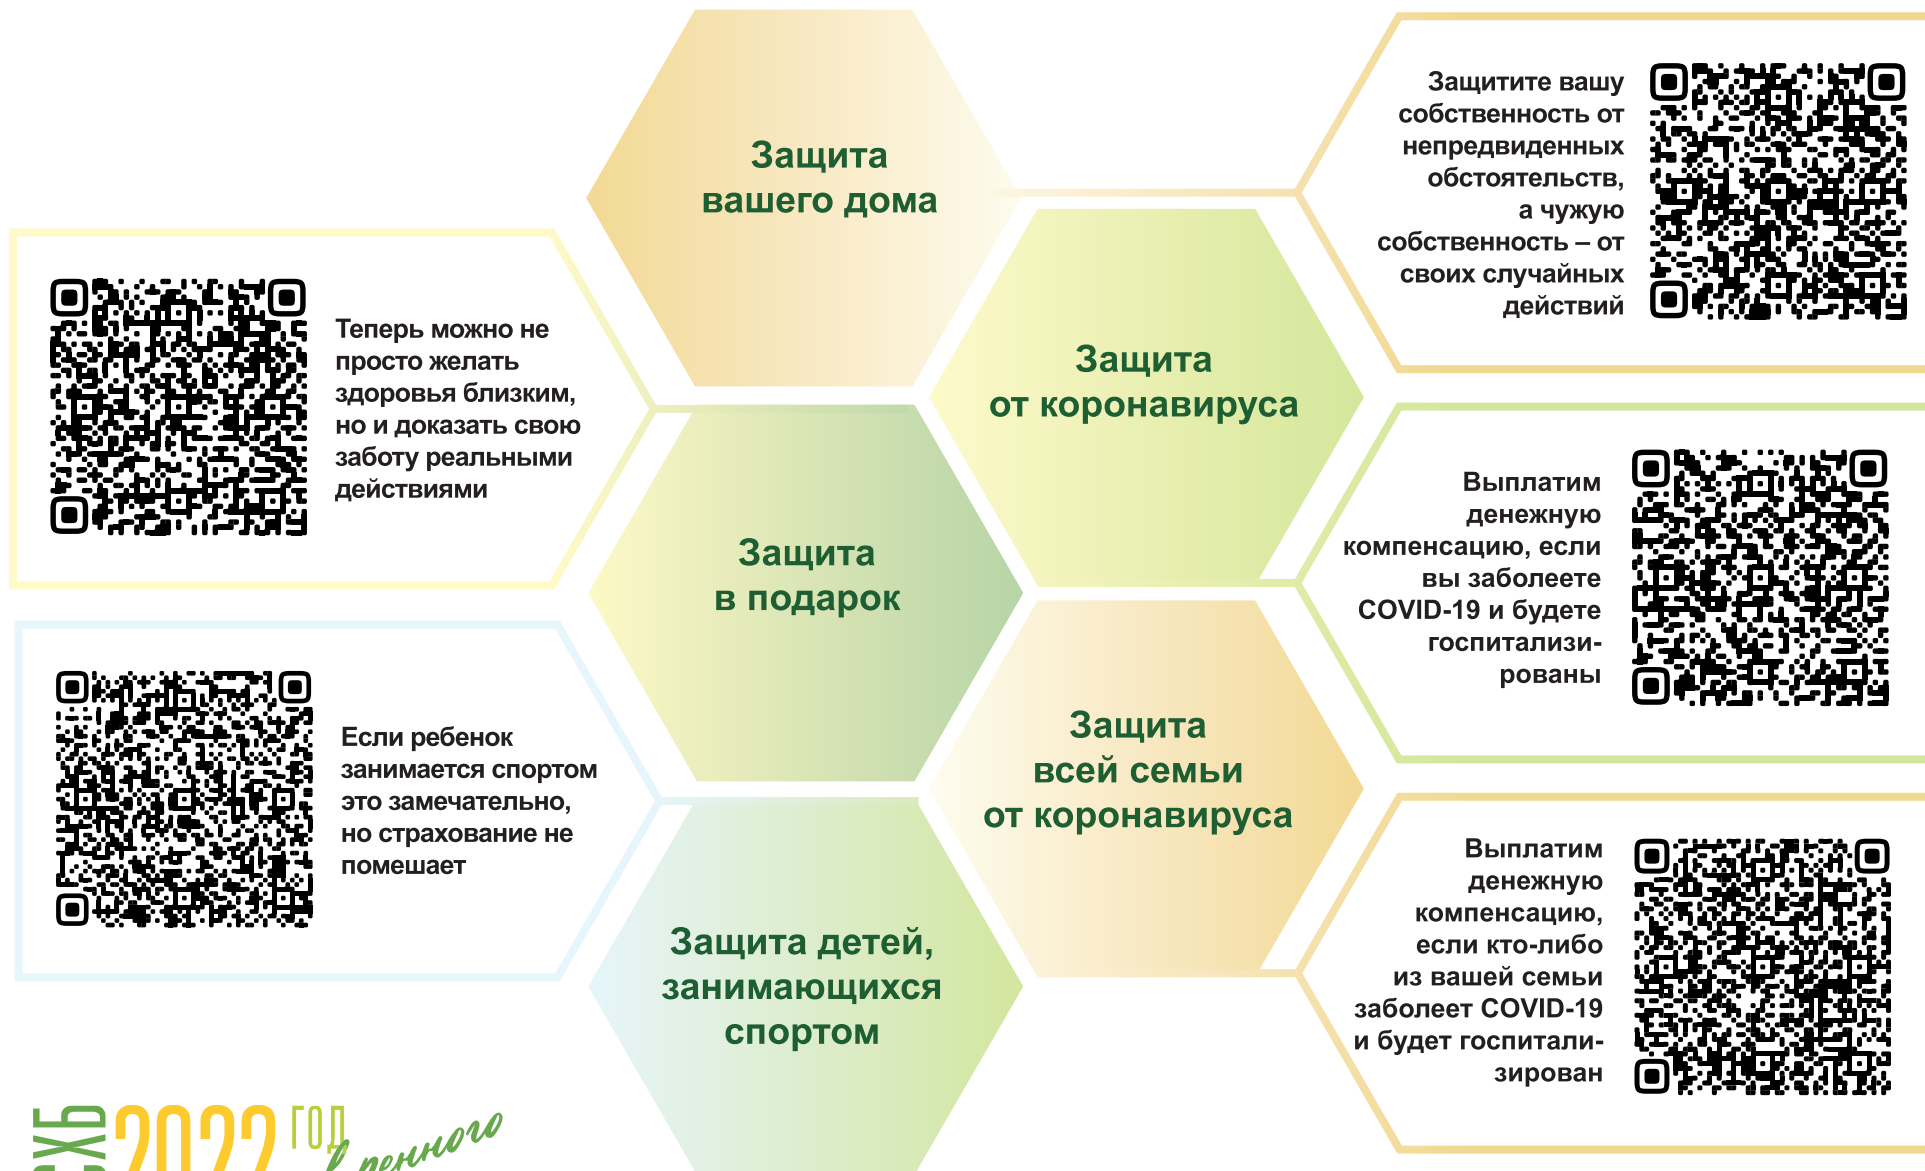 Защита
вашего дома
Защитите вашу
собственность от
непредвиденных
обстоятельств,
а чужую
собственность – от
своих случайных
действий
Теперь можно не
просто желать
здоровья близким,
но и доказать свою
заботу реальными
действиями
Защита
от коронавируса
Выплатим
денежную
компенсацию, если
вы заболеете
COVID-19 и будете
госпитализи-
рованы
Защита
в подарок
Если ребенок
занимается спортом
это замечательно,
но страхование не
помешает
Защита
всей семьи
от коронавируса
Выплатим
денежную
компенсацию,
если кто-либо
из вашей семьи
заболеет COVID-19
и будет госпитали-
зирован
Защита детей,
занимающихся
спортом
2022 ГОД